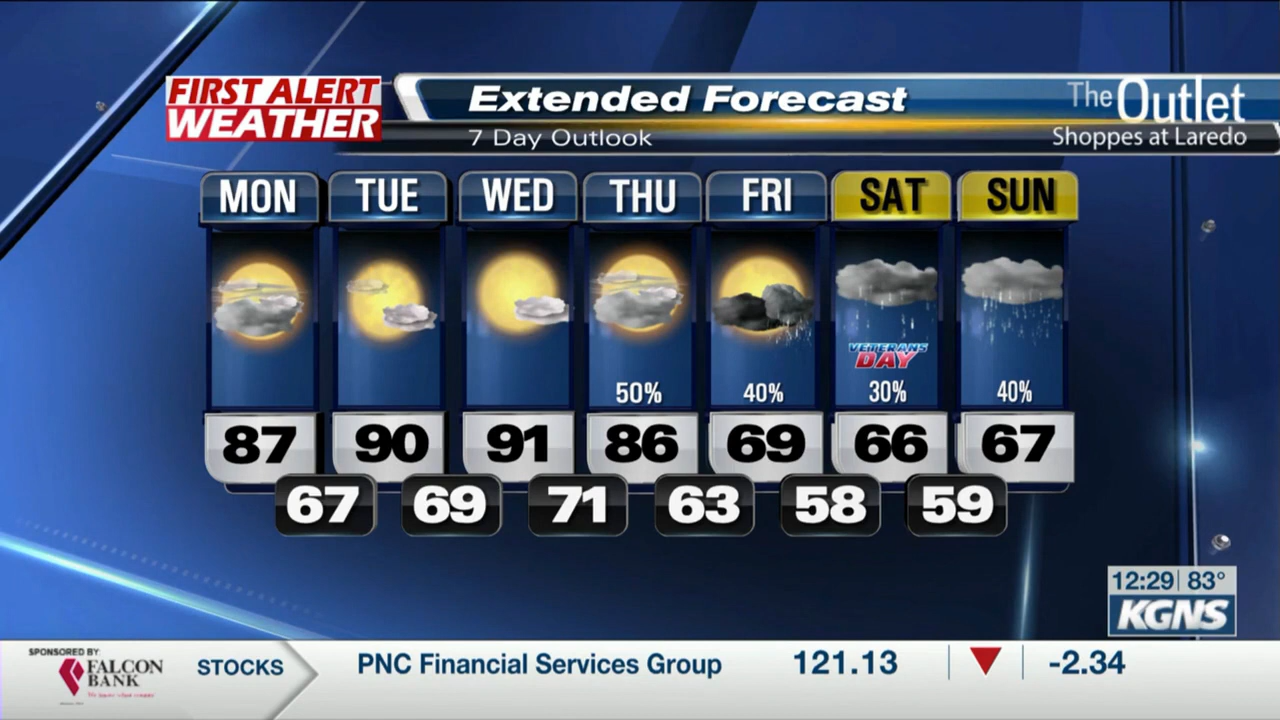 FIRST ALERT
WEATHER
Extended Forecast
7 Day Outlook
The Outlet
Shoppes at Laredo
MON TUE WED THU FRI SAT SUN
VETERANS
DAY
50% 40% 30% 40%
87 90 91 86 69 66 67
67 69 71 63 58 59
12:29 83°
KGNS
SPONSORED BY:
FALCON
BANK
STOCKS
PNC Financial Services Group 121.13 -2.34